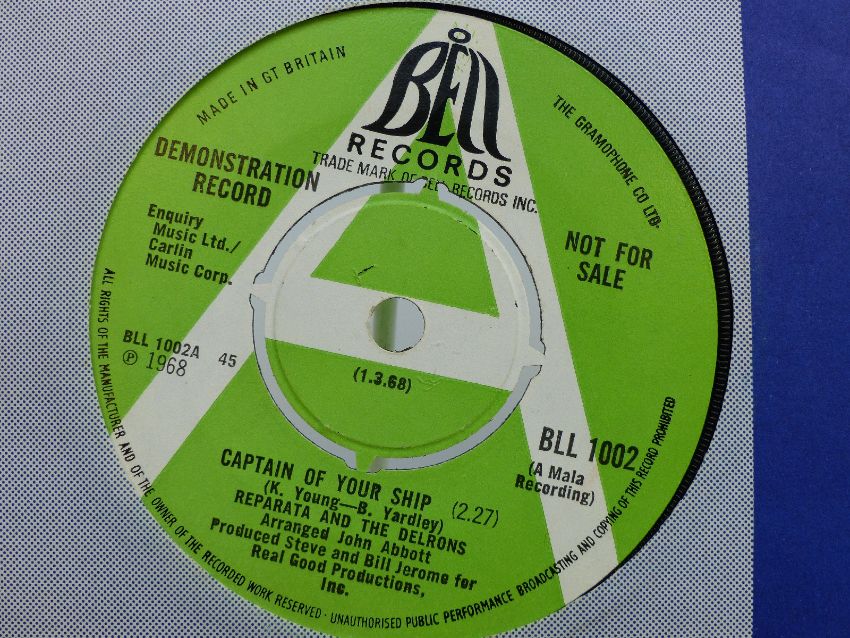 BELL
RECORDS
TRADE MARK OF BELL RECORDS INC.
MADE IN GT BRITAIN
THE GRAMOPHONE CO LTD.
DEMONSTRATION
RECORD
NOT FOR
SALE
Enquiry
Music Ltd./
Carlin
Music Corp.
BLL 1002A 45
Ⓟ 1968
(1.3.68)
BLL 1002
(A Mala
Recording)
CAPTAIN OF YOUR SHIP (2.27)
(K. Young—B. Yardley)
REPARATA AND THE DELRONS
Arranged John Abbott
Produced Steve and Bill Jerome for
Real Good Productions,
Inc.
ALL RIGHTS OF THE MANUFACTURER AND OF THE OWNER OF THE RECORDED WORK RESERVED · UNAUTHORISED PUBLIC PERFORMANCE BROADCASTING AND COPYING OF THIS RECORD PROHIBITED